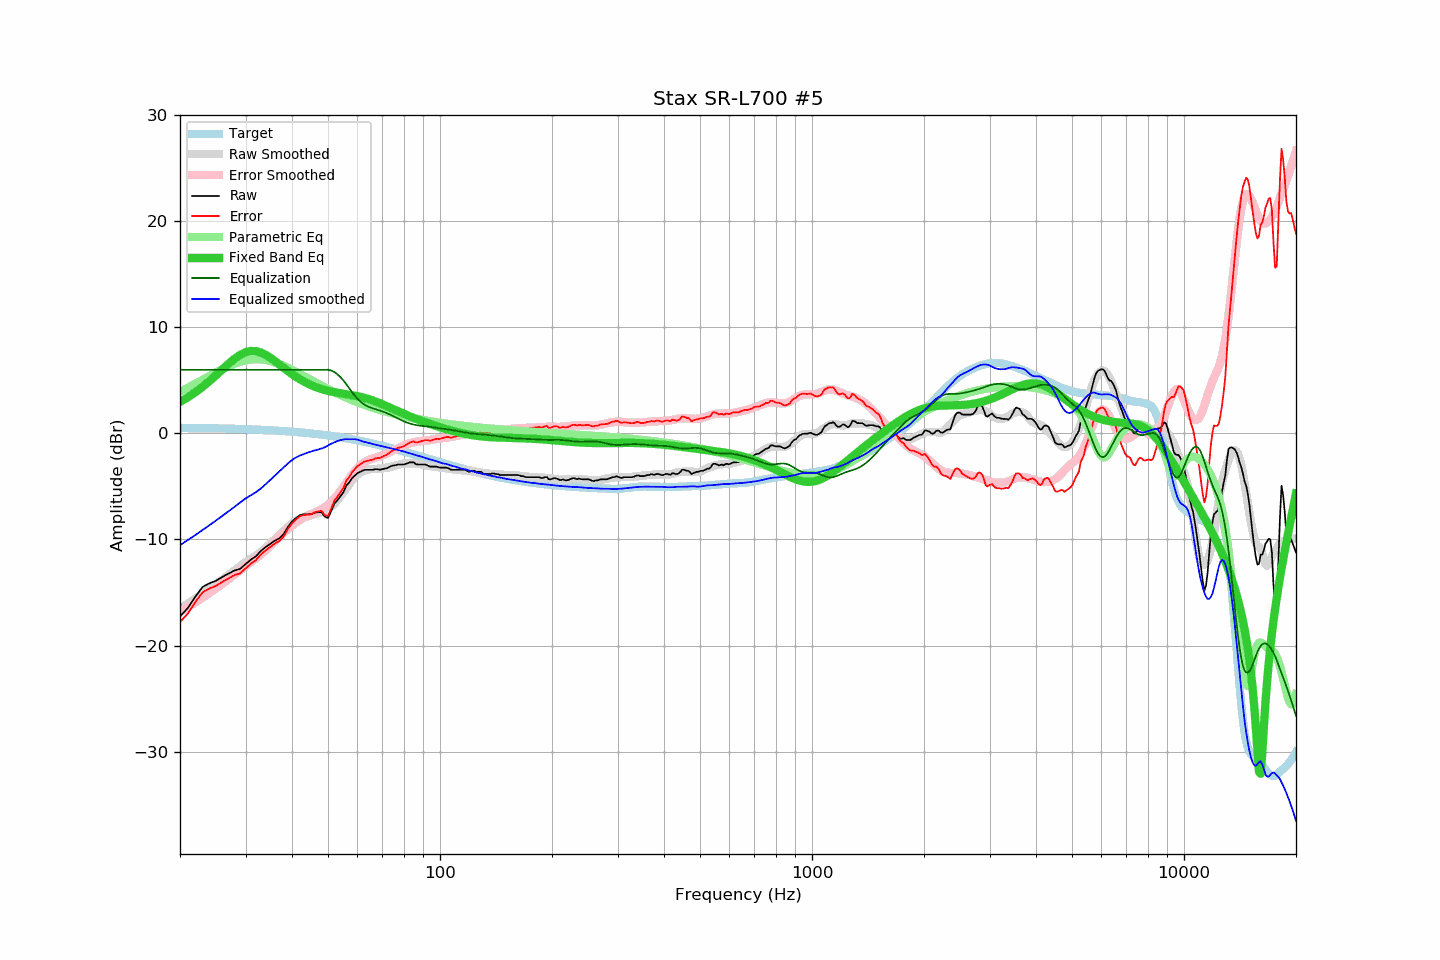 Stax SR-L700 #5
30
20
10
0
−10
−20
−30
Amplitude (dBr)
Target
Raw Smoothed
Error Smoothed
Raw
Error
Parametric Eq
Fixed Band Eq
Equalization
Equalized smoothed
100
1000
10000
Frequency (Hz)